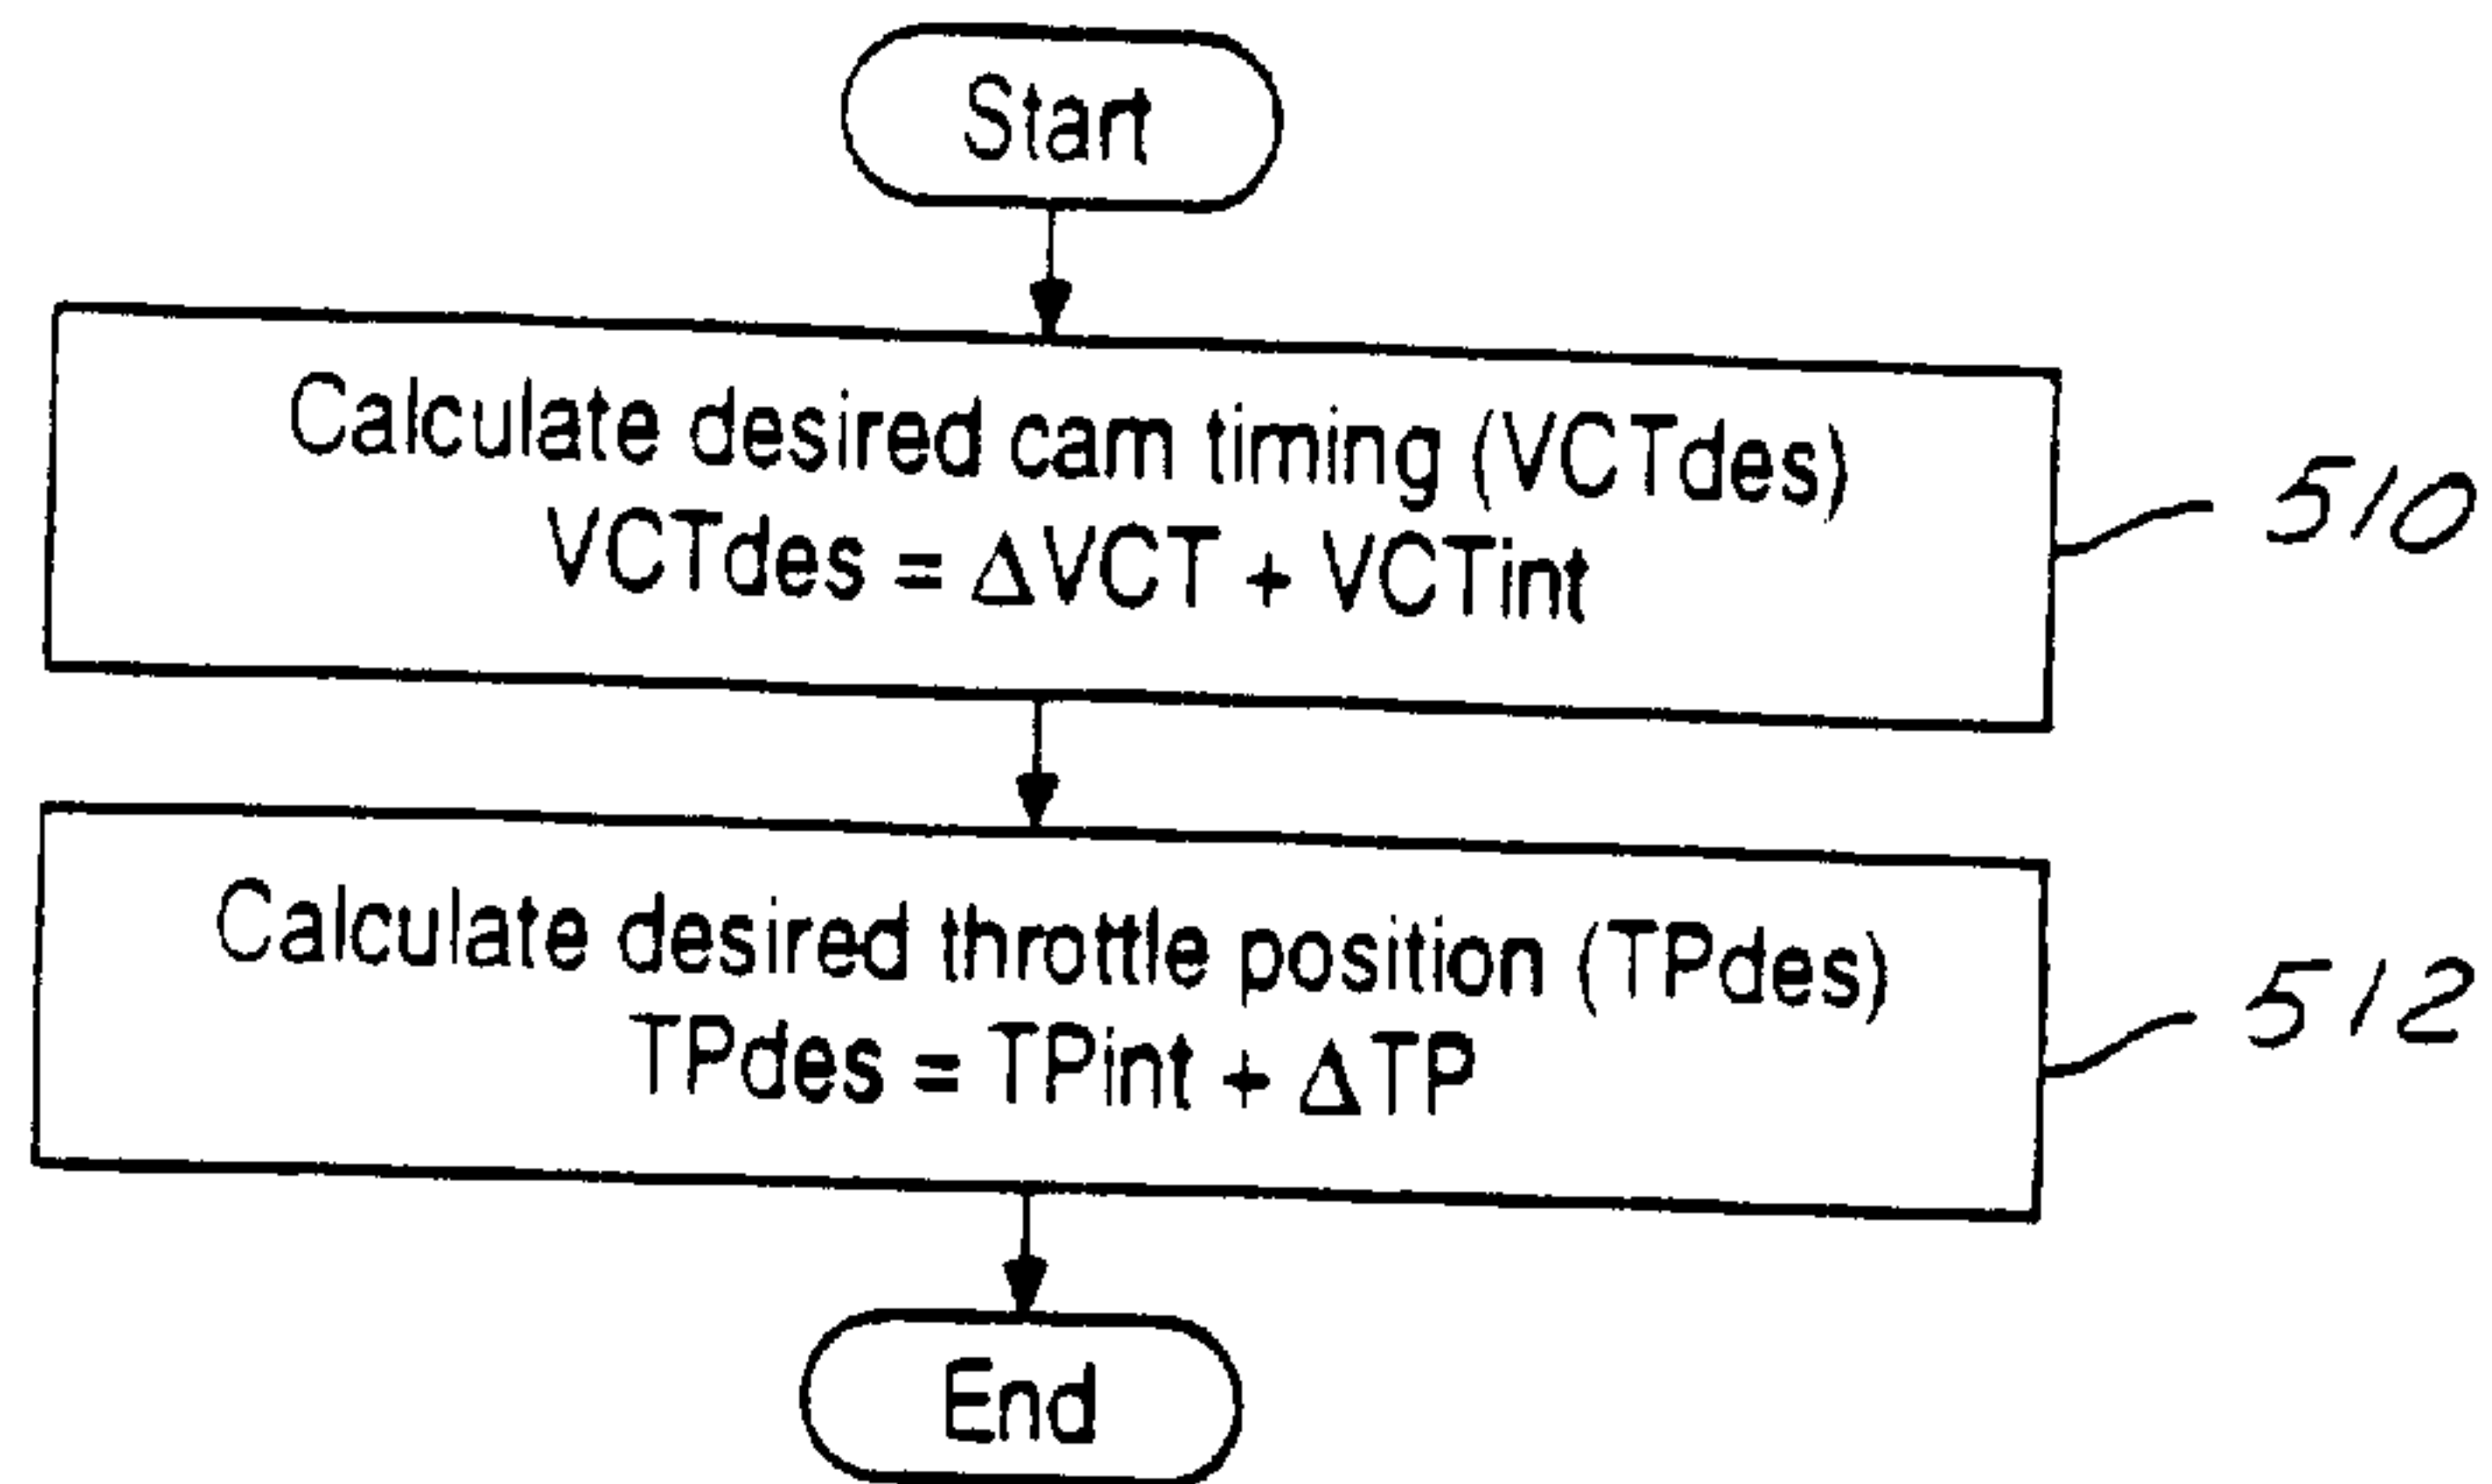 Start
Calculate desired cam timing (VCTdes)
VCTdes = ΔVCT + VCTint
510
Calculate desired throttle position (TPdes)
TPdes = TPint + ΔTP
512
End